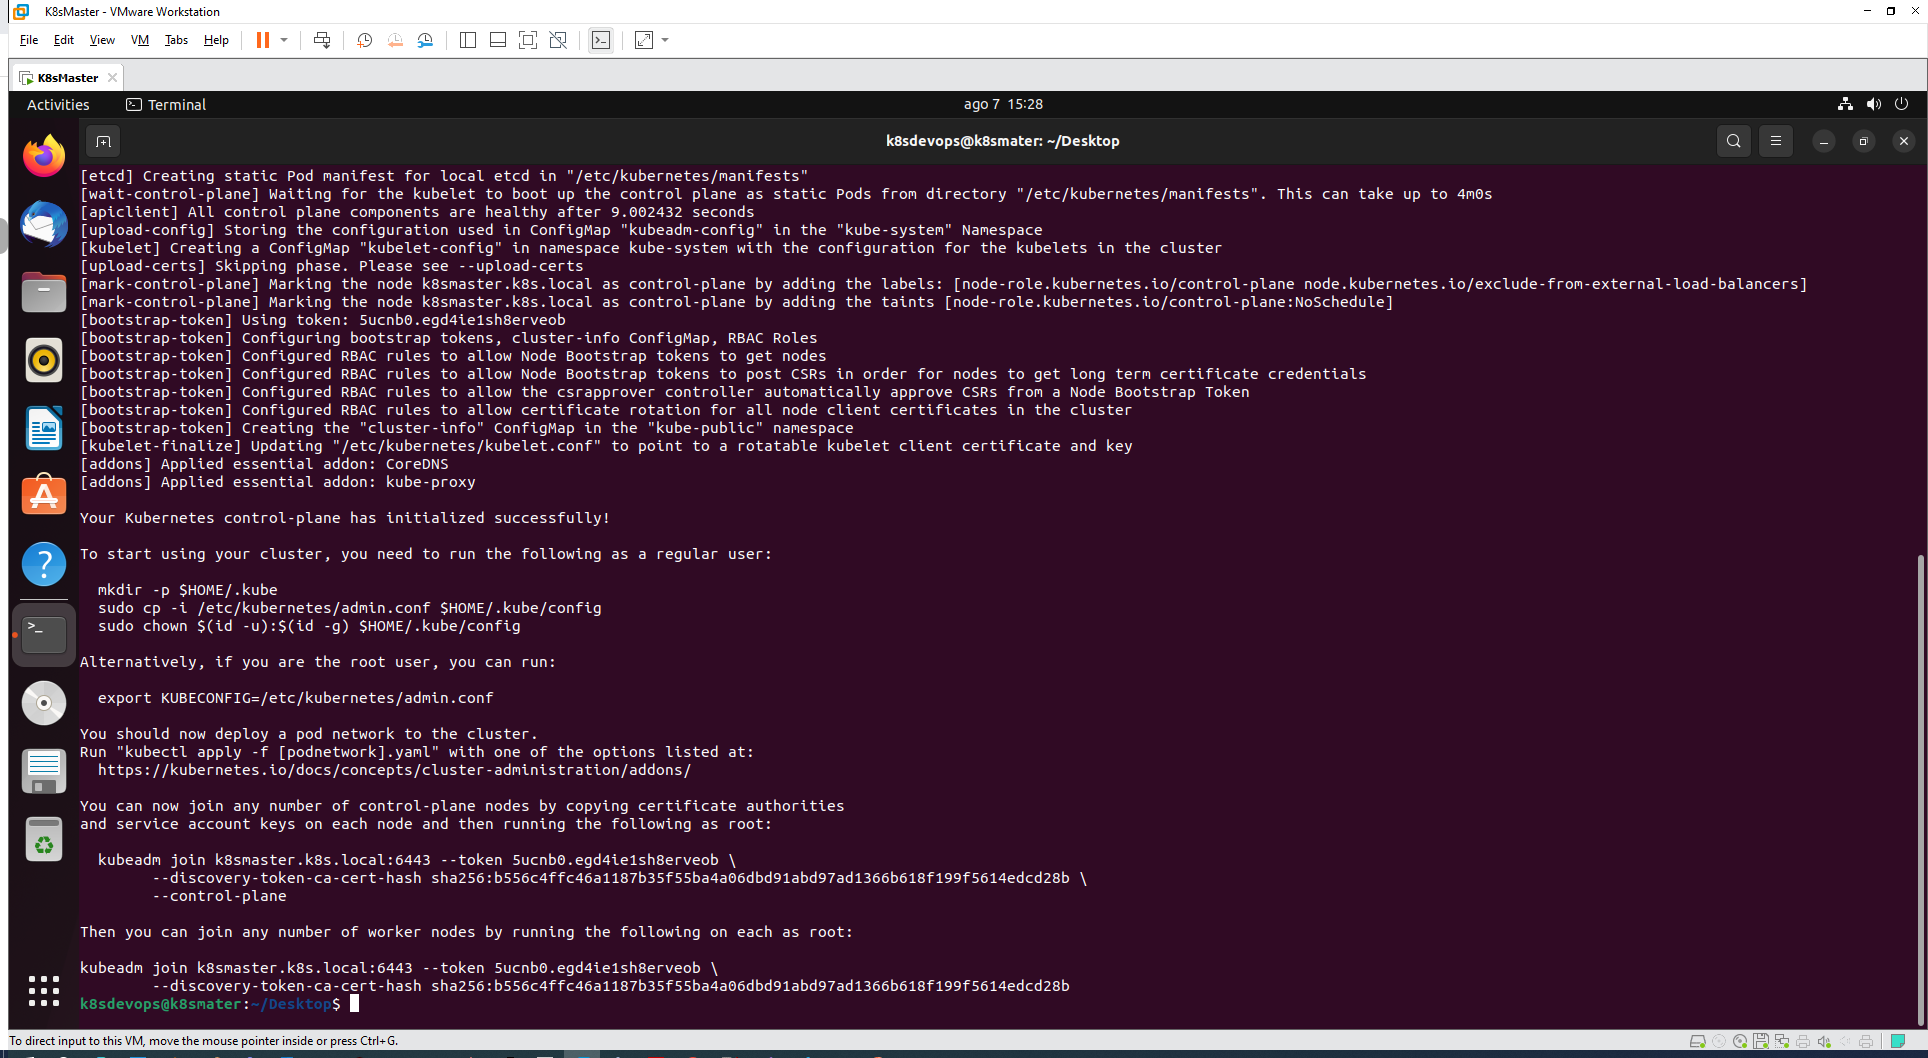 K8sMaster - VMware Workstation
File Edit View VM Tabs Help
K8sMaster
Activities Terminal ago 7 15:28
k8sdevops@k8smater: ~/Desktop
[etcd] Creating static Pod manifest for local etcd in "/etc/kubernetes/manifests"
[wait-control-plane] Waiting for the kubelet to boot up the control plane as static Pods from directory "/etc/kubernetes/manifests". This can take up to 4m0s
[apiclient] All control plane components are healthy after 9.002432 seconds
[upload-config] Storing the configuration used in ConfigMap "kubeadm-config" in the "kube-system" Namespace
[kubelet] Creating a ConfigMap "kubelet-config" in namespace kube-system with the configuration for the kubelets in the cluster
[upload-certs] Skipping phase. Please see --upload-certs
[mark-control-plane] Marking the node k8smaster.k8s.local as control-plane by adding the labels: [node-role.kubernetes.io/control-plane node.kubernetes.io/exclude-from-external-load-balancers]
[mark-control-plane] Marking the node k8smaster.k8s.local as control-plane by adding the taints [node-role.kubernetes.io/control-plane:NoSchedule]
[bootstrap-token] Using token: 5ucnb0.egd4ie1sh8erveob
[bootstrap-token] Configuring bootstrap tokens, cluster-info ConfigMap, RBAC Roles
[bootstrap-token] Configured RBAC rules to allow Node Bootstrap tokens to get nodes
[bootstrap-token] Configured RBAC rules to allow Node Bootstrap tokens to post CSRs in order for nodes to get long term certificate credentials
[bootstrap-token] Configured RBAC rules to allow the csrapprover controller automatically approve CSRs from a Node Bootstrap Token
[bootstrap-token] Configured RBAC rules to allow certificate rotation for all node client certificates in the cluster
[bootstrap-token] Creating the "cluster-info" ConfigMap in the "kube-public" namespace
[kubelet-finalize] Updating "/etc/kubernetes/kubelet.conf" to point to a rotatable kubelet client certificate and key
[addons] Applied essential addon: CoreDNS
[addons] Applied essential addon: kube-proxy
Your Kubernetes control-plane has initialized successfully!
To start using your cluster, you need to run the following as a regular user:
mkdir -p $HOME/.kube
sudo cp -i /etc/kubernetes/admin.conf $HOME/.kube/config
sudo chown $(id -u):$(id -g) $HOME/.kube/config
Alternatively, if you are the root user, you can run:
export KUBECONFIG=/etc/kubernetes/admin.conf
You should now deploy a pod network to the cluster.
Run "kubectl apply -f [podnetwork].yaml" with one of the options listed at:
https://kubernetes.io/docs/concepts/cluster-administration/addons/
You can now join any number of control-plane nodes by copying certificate authorities
and service account keys on each node and then running the following as root:
kubeadm join k8smaster.k8s.local:6443 --token 5ucnb0.egd4ie1sh8erveob \
--discovery-token-ca-cert-hash sha256:b556c4ffc46a1187b35f55ba4a06dbd91abd97ad1366b618f199f5614edcd28b \
--control-plane
Then you can join any number of worker nodes by running the following on each as root:
kubeadm join k8smaster.k8s.local:6443 --token 5ucnb0.egd4ie1sh8erveob \
--discovery-token-ca-cert-hash sha256:b556c4ffc46a1187b35f55ba4a06dbd91abd97ad1366b618f199f5614edcd28b
k8sdevops@k8smater:~/Desktop$
To direct input to this VM, move the mouse pointer inside or press Ctrl+G.